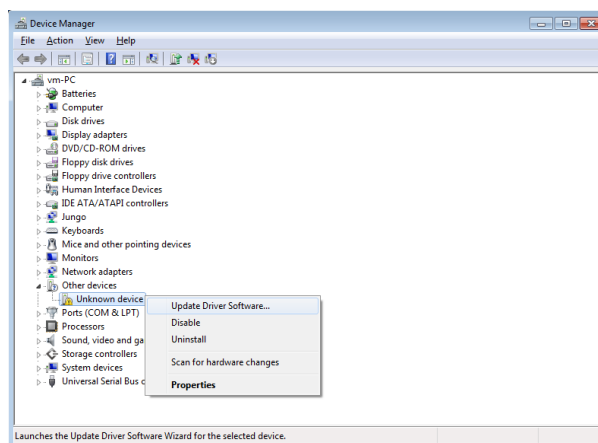 Device Manager
File Action View Help
vm-PC
Batteries
Computer
Disk drives
Display adapters
DVD/CD-ROM drives
Floppy disk drives
Floppy drive controllers
Human Interface Devices
IDE ATA/ATAPI controllers
Jungo
Keyboards
Mice and other pointing devices
Monitors
Network adapters
Other devices
Unknown device
Ports (COM & LPT)
Processors
Sound, video and ga
Storage controllers
System devices
Universal Serial Bus c
Update Driver Software...
Disable
Uninstall
Scan for hardware changes
Properties
Launches the Update Driver Software Wizard for the selected device.